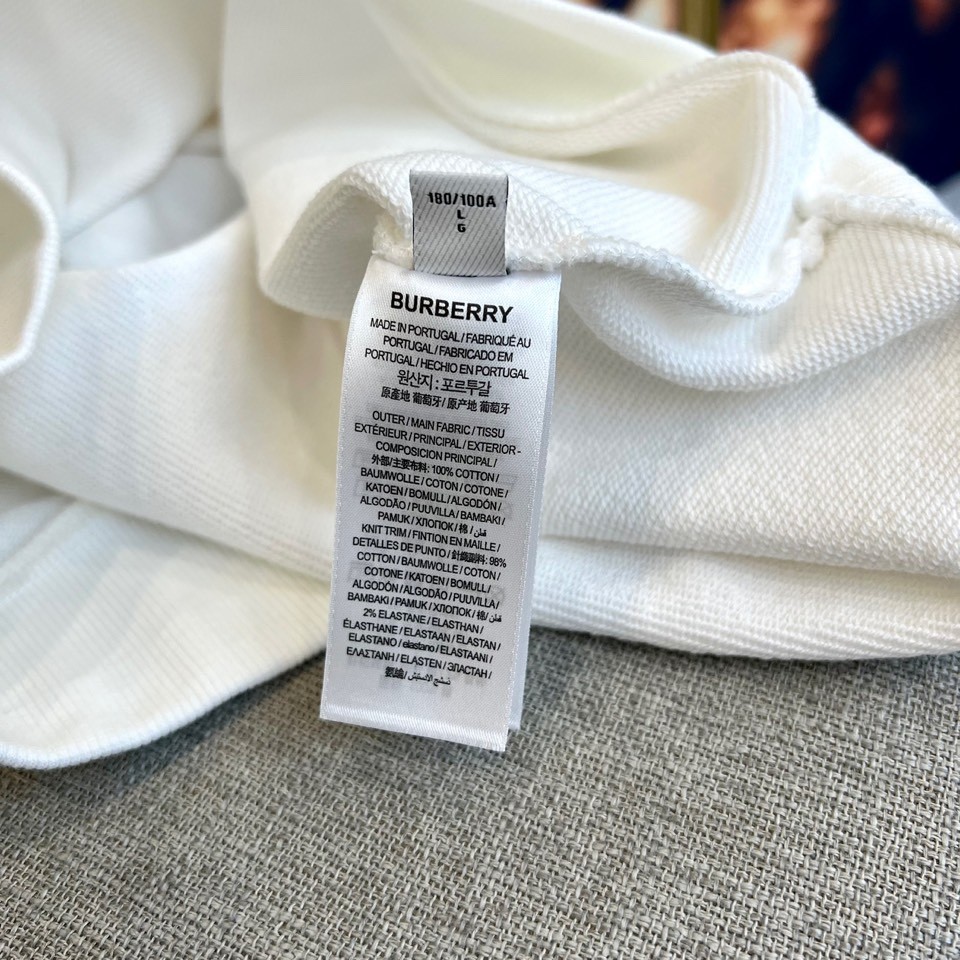 180/100A
L
G
BURBERRY
MADE IN PORTUGAL / FABRIQUÉ AU
PORTUGAL / FABRICADO EM
PORTUGAL / HECHO EN PORTUGAL
원산지 : 포르투갈
原產地 葡萄牙 / 原产地 葡萄牙
OUTER / MAIN FABRIC / TISSU
EXTÉRIEUR / PRINCIPAL / EXTERIOR -
COMPOSICION PRINCIPAL /
外部/主要布料: 100% COTTON /
BAUMWOLLE / COTON / COTONE /
KATOEN / BOMULL / ALGODÓN /
ALGODÃO / PUUVILLA / BAMBAKI /
PAMUK / ХЛОПОК / 棉 / قطن
KNIT TRIM / FINTION EN MAILLE /
DETALLES DE PUNTO / 針織副料: 98%
COTTON / BAUMWOLLE / COTON /
COTONE / KATOEN / BOMULL /
ALGODÓN / ALGODÃO / PUUVILLA /
BAMBAKI / PAMUK / ХЛОПОК / 棉/ قطن
2% ELASTANE / ELASTHAN /
ÉLASTHANE / ELASTAAN / ELASTAN /
ELASTANO / elastano / ELASTAANI /
ΕΛΑΣΤΑΝΗ / ELASTEN / ЭЛАСТАН /